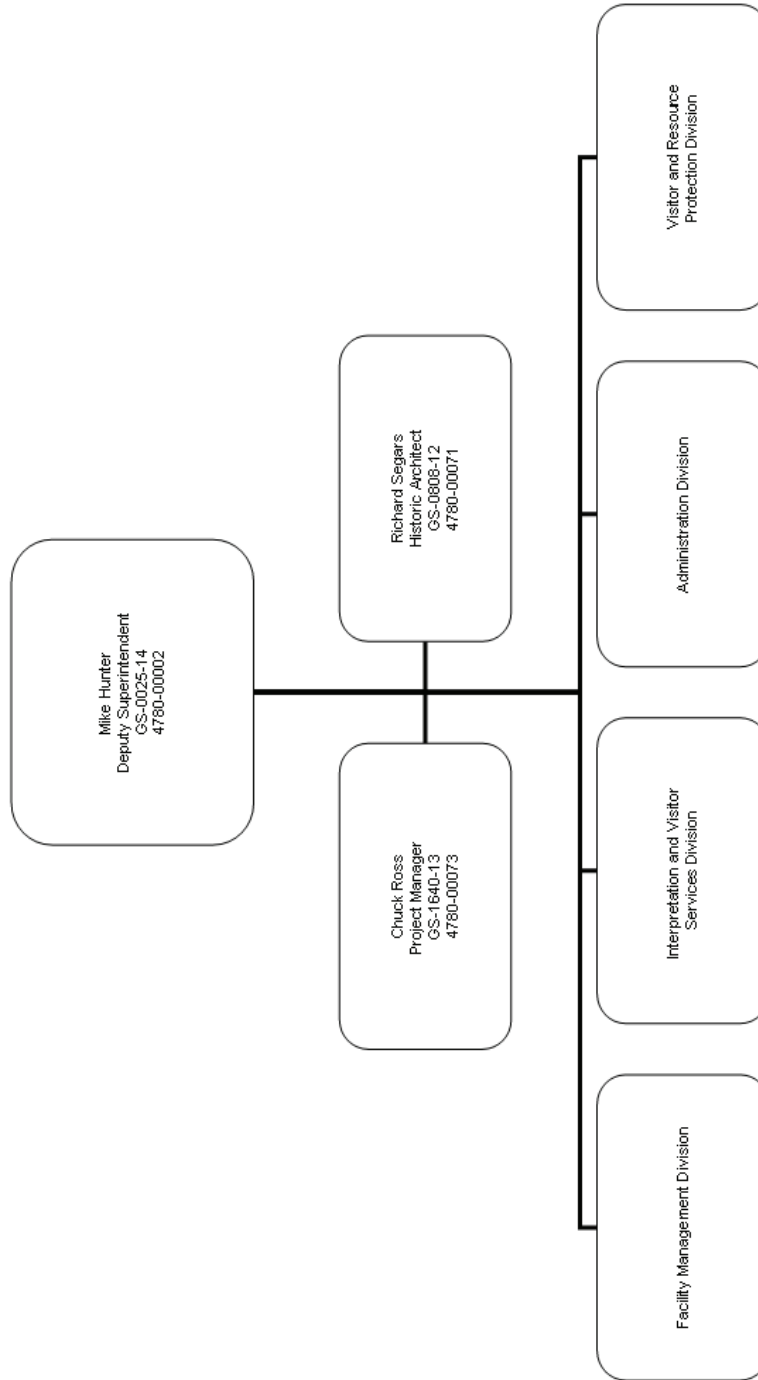 Mike Hunter
Deputy Superintendent
GS-0025-14
4780-00002
Chuck Ross
Project Manager
GS-1640-13
4780-00073
Richard Segars
Historic Architect
GS-0808-12
4780-00071
Facility Management Division
Interpretation and Visitor
Services Division
Administration Division
Visitor and Resource
Protection Division